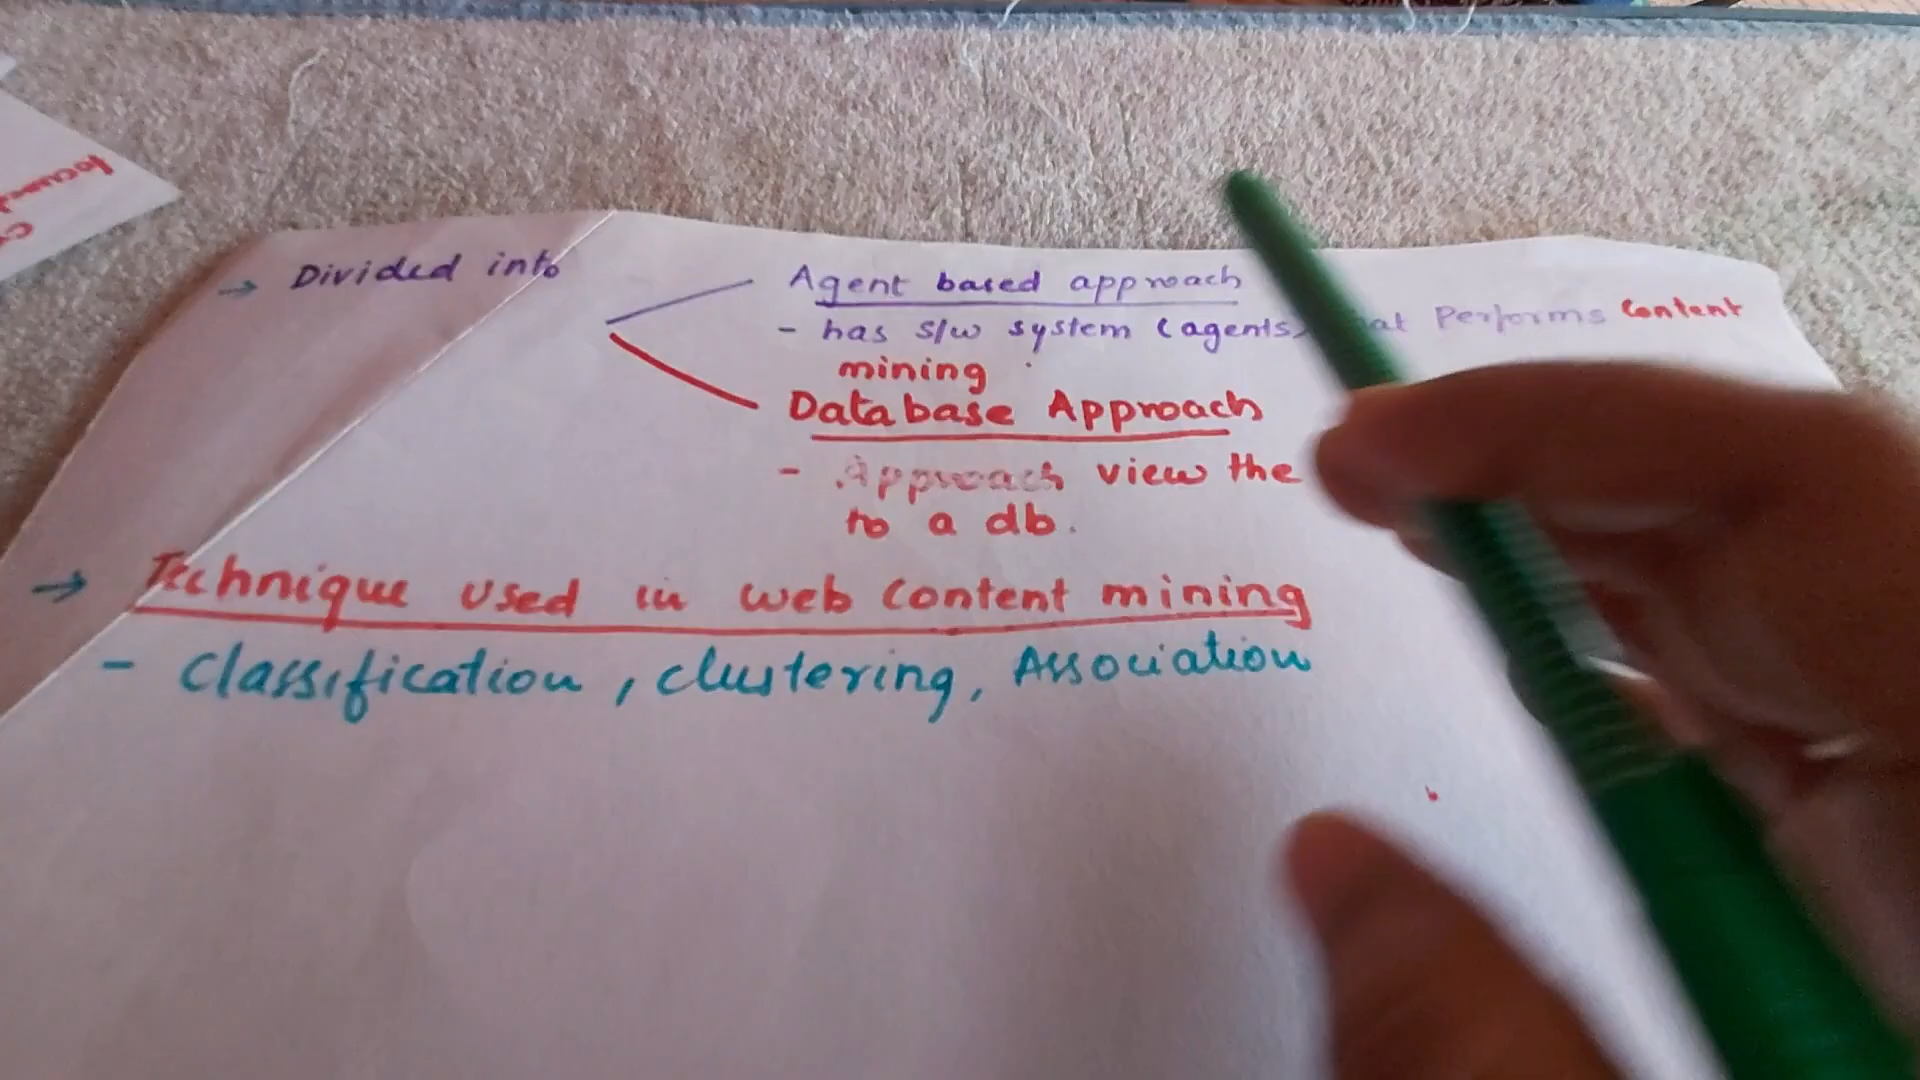 → Divided into
Agent based approach
- has s/w system (agents) Performs Content
mining
Database Approach
- Approach view the
to a db.
→ Technique used in web content mining
- Classification, clustering, Association